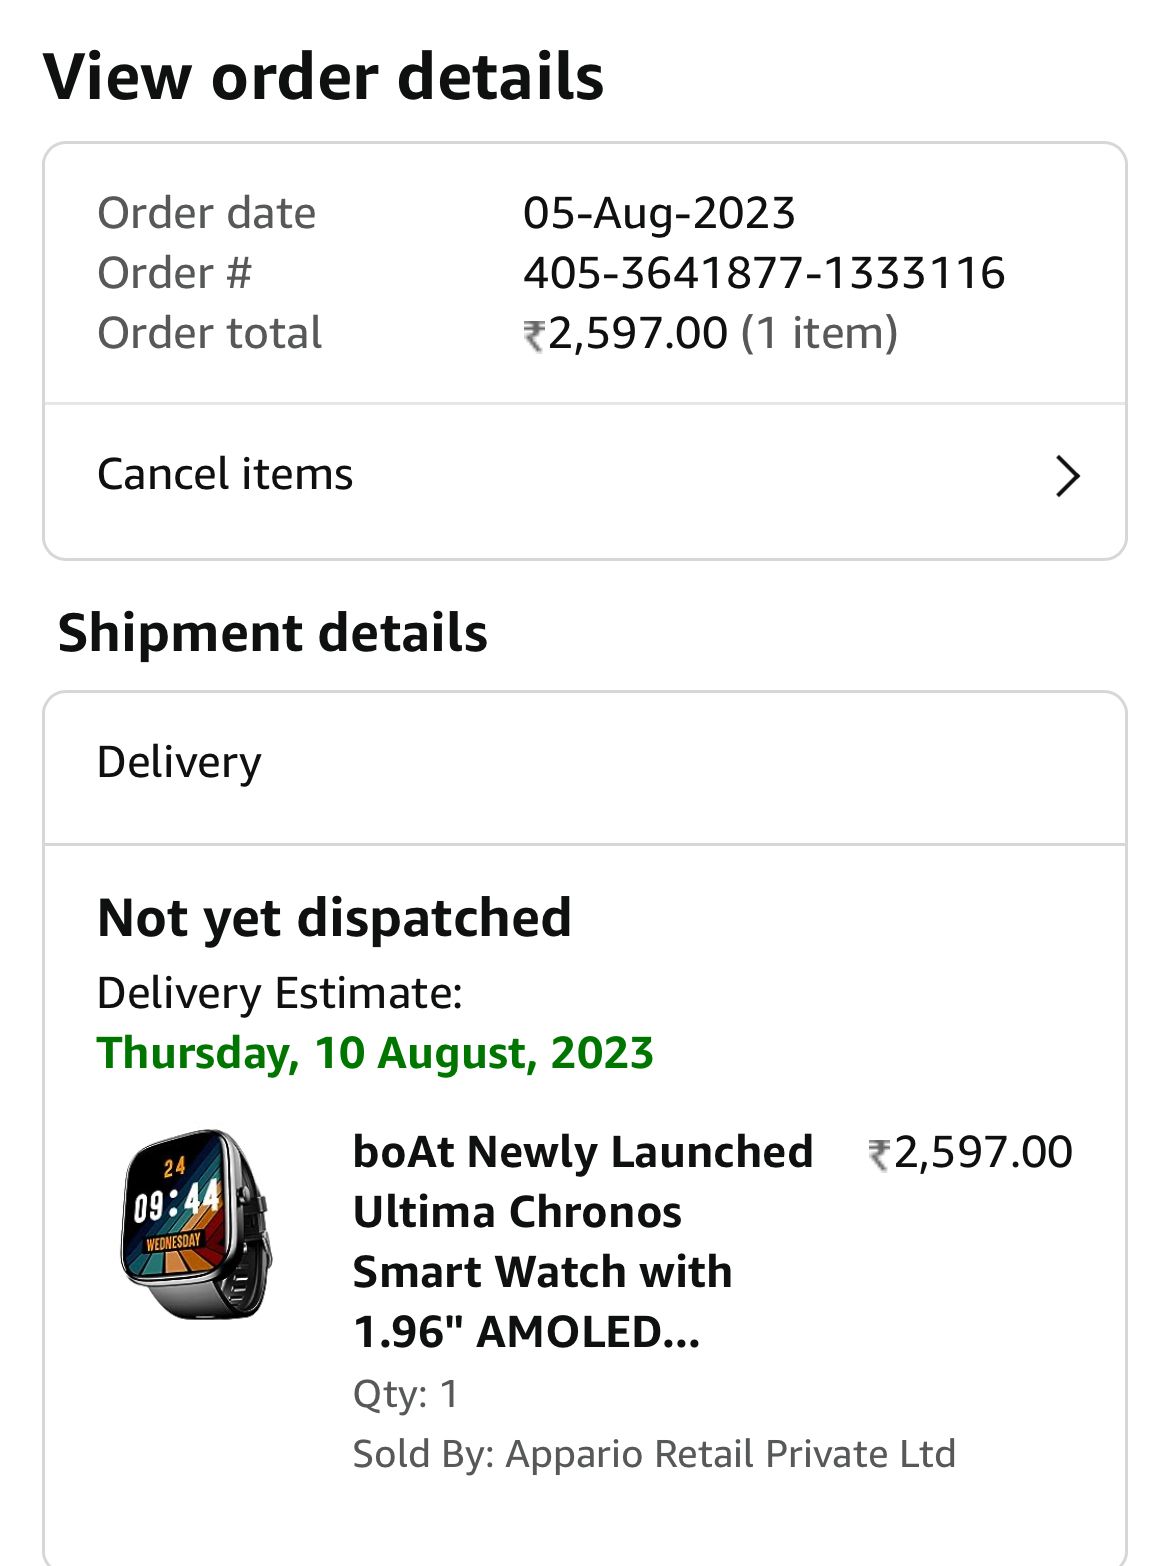 View order details
Order date 05-Aug-2023
Order # 405-3641877-1333116
Order total ₹2,597.00 (1 item)
Cancel items
Shipment details
Delivery
Not yet dispatched
Delivery Estimate:
Thursday, 10 August, 2023
24
09:44
WEDNESDAY
boAt Newly Launched ₹2,597.00
Ultima Chronos
Smart Watch with
1.96" AMOLED...
Qty: 1
Sold By: Appario Retail Private Ltd